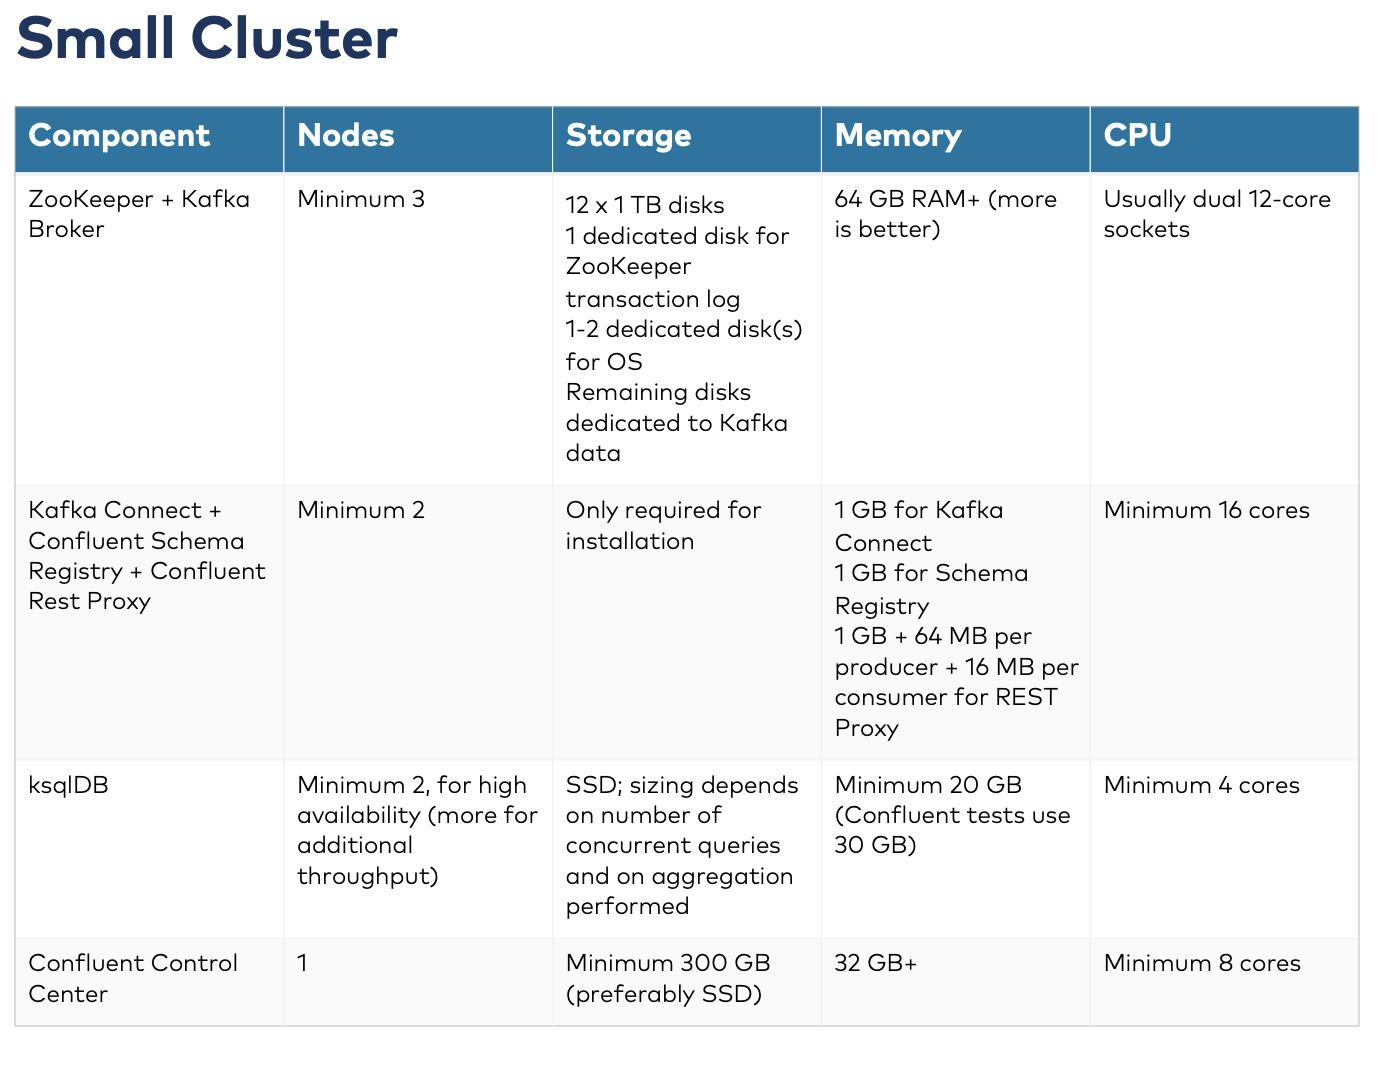 Small Cluster
Component
Nodes
Storage
Memory
CPU
ZooKeeper + Kafka
Broker
Minimum 3
12 x 1 TB disks
1 dedicated disk for
ZooKeeper
transaction log
1-2 dedicated disk(s)
for OS
Remaining disks
dedicated to Kafka
data
64 GB RAM+ (more
is better)
Usually dual 12-core
sockets
Kafka Connect +
Confluent Schema
Registry + Confluent
Rest Proxy
Minimum 2
Only required for
installation
1 GB for Kafka
Connect
1 GB for Schema
Registry
1 GB + 64 MB per
producer + 16 MB per
consumer for REST
Proxy
Minimum 16 cores
ksqlDB
Minimum 2, for high
availability (more for
additional
throughput)
SSD; sizing depends
on number of
concurrent queries
and on aggregation
performed
Minimum 20 GB
(Confluent tests use
30 GB)
Minimum 4 cores
Confluent Control
Center
1
Minimum 300 GB
(preferably SSD)
32 GB+
Minimum 8 cores